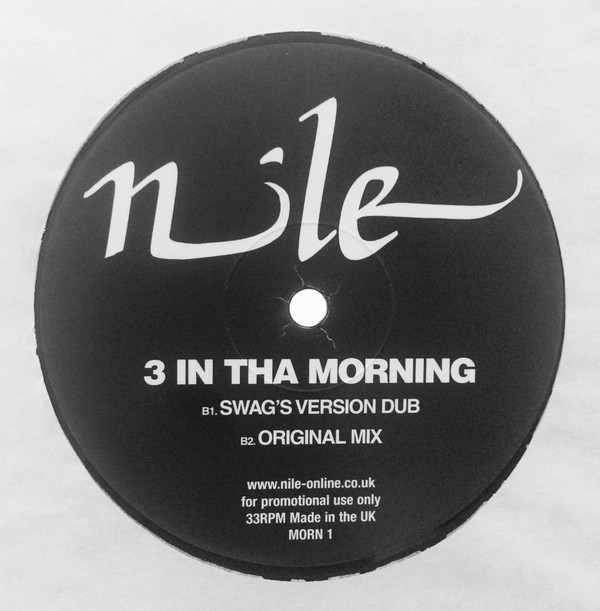 nile
3 IN THA MORNING
B1. SWAG'S VERSION DUB
B2. ORIGINAL MIX
www.nile-online.co.uk
for promotional use only
33RPM Made in the UK
MORN 1